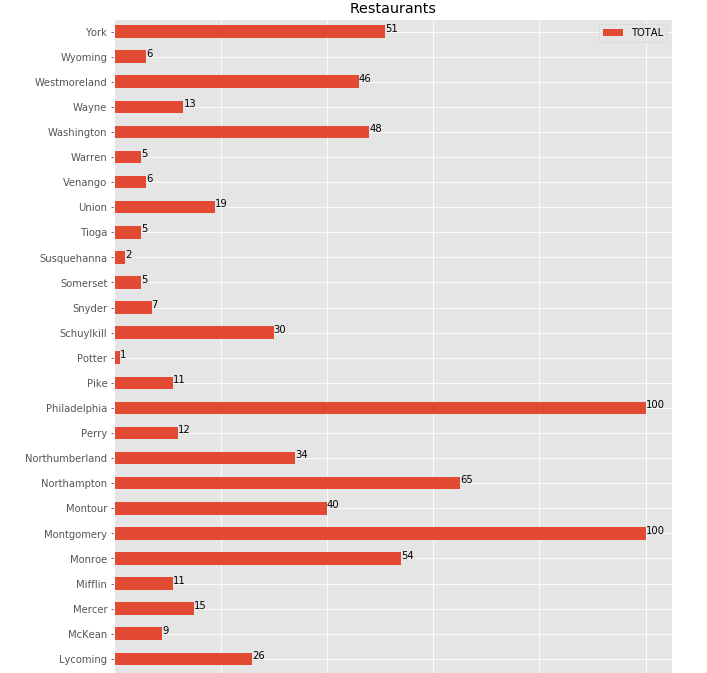 Restaurants
TOTAL
York 51
Wyoming 6
Westmoreland 46
Wayne 13
Washington 48
Warren 5
Venango 6
Union 19
Tioga 5
Susquehanna 2
Somerset 5
Snyder 7
Schuylkill 30
Potter 1
Pike 11
Philadelphia 100
Perry 12
Northumberland 34
Northampton 65
Montour 40
Montgomery 100
Monroe 54
Mifflin 11
Mercer 15
McKean 9
Lycoming 26